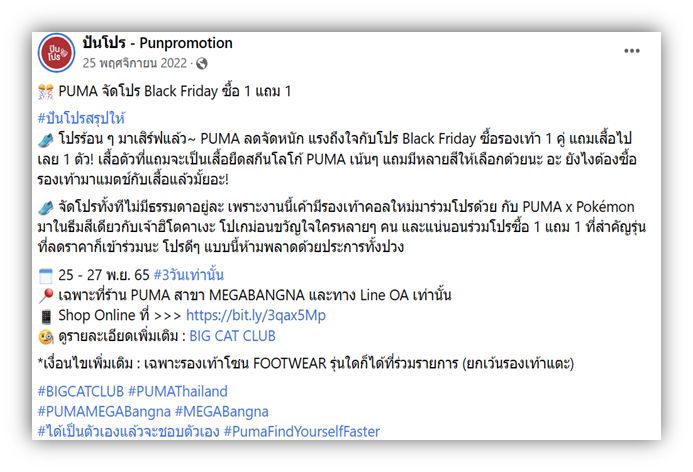 ปันโปร
ปันโปร - Punpromotion
25 พฤศจิกายน 2022 ·
PUMA จัดโปร Black Friday ซื้อ 1 แถม 1
#ปันโปรสรุปให้
โปรร้อน ๆ มาเสิร์ฟแล้ว~ PUMA ลดจัดหนัก แรงถึงใจกับโปร Black Friday ซื้อรองเท้า 1 คู่ แถมเสื้อไป
เลย 1 ตัว! เสื้อตัวที่แถมจะเป็นเสื้อยืดสกีนโลโก้ PUMA เน้นๆ แถมมีหลายสีให้เลือกด้วยนะ อะ ยังไงต้องซื้อ
รองเท้ามาแมตช์กับเสื้อแล้วมั้ยอะ!
จัดโปรทั้งทีไม่มีธรรมดาอยู่ละ เพราะงานนี้เค้ามีรองเท้าคอลใหม่มาร่วมโปรด้วย กับ PUMA x Pokémon
มาในธีมสีเดียวกับเจ้าฮิโตคาเงะ โปเกม่อนขวัญใจใครหลายๆ คน และแน่นอนร่วมโปรซื้อ 1 แถม 1 ที่สำคัญรุ่น
ที่ลดราคาก็เข้าร่วมนะ โปรดีๆ แบบนี้ห้ามพลาดด้วยประการทั้งปวง
25 - 27 พ.ย. 65 #3วันเท่านั้น
เฉพาะที่ร้าน PUMA สาขา MEGABANGNA และทาง Line OA เท่านั้น
Shop Online ที่ >>> https://bit.ly/3qax5Mp
ดูรายละเอียดเพิ่มเติม : BIG CAT CLUB
*เงื่อนไขเพิ่มเติม : เฉพาะรองเท้าโซน FOOTWEAR รุ่นใดก็ได้ที่ร่วมรายการ (ยกเว้นรองเท้าแตะ)
#BIGCATCLUB #PUMAThailand
#PUMAMEGABangna #MEGABangna
#ได้เป็นตัวเองแล้วจะชอบตัวเอง #PumaFindYourselfFaster